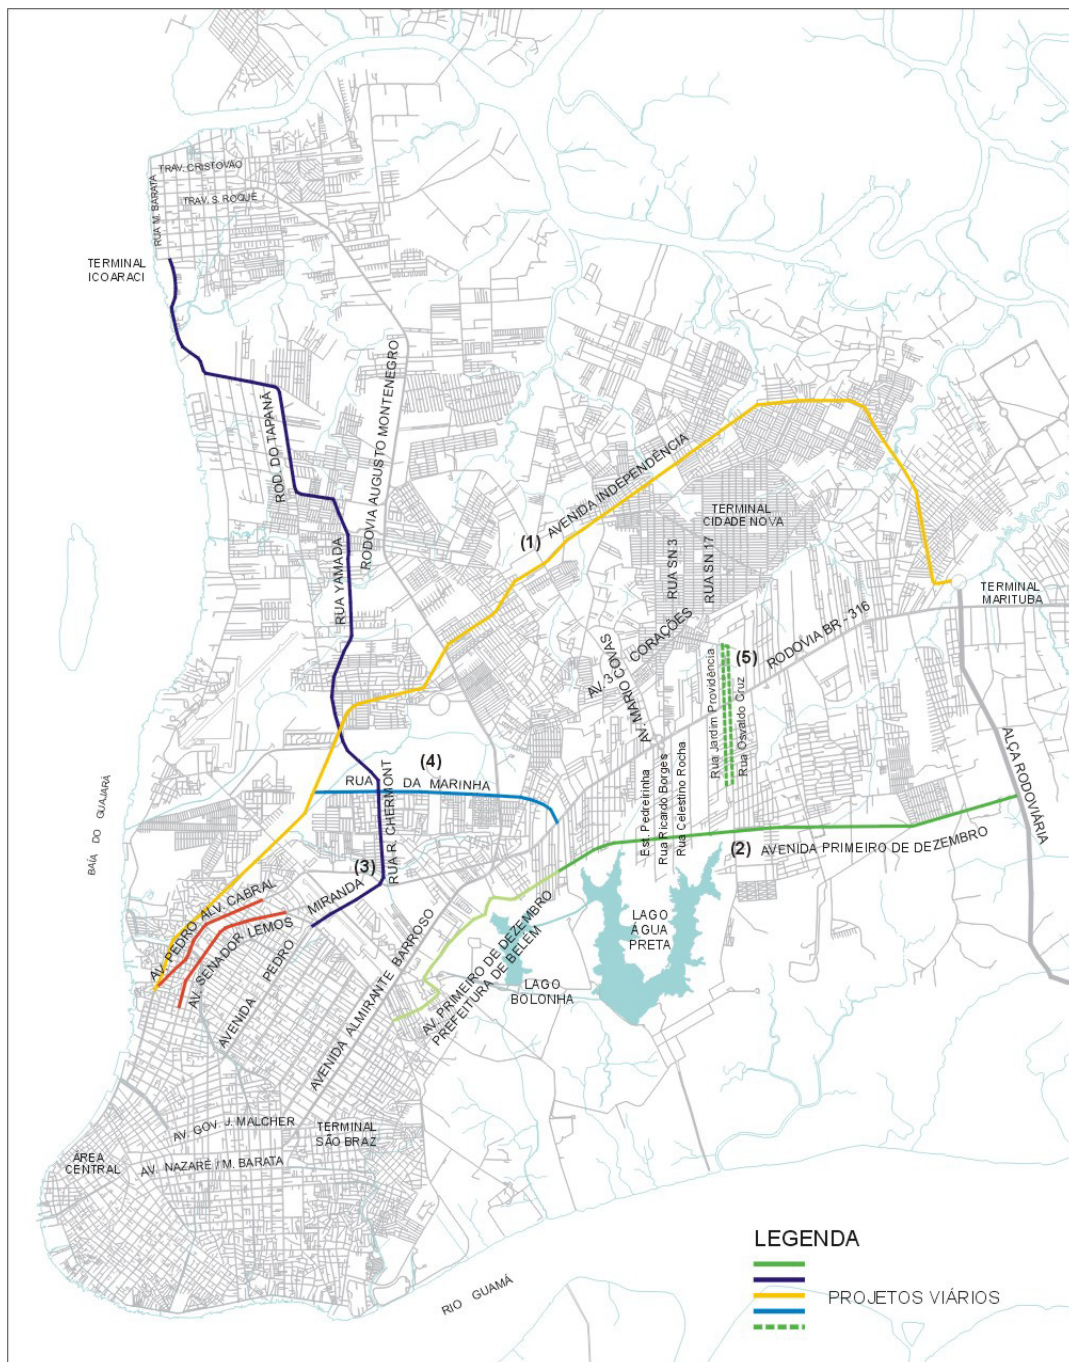 TRAV. CRISTOVAO
TRAV. S. ROQUE
RUA M. BARATA
TERMINAL
ICOARACI
ROD. DO TAPANÃ
RODOVIA AUGUSTO MONTENEGRO
RUA YAMADA
(1) AVENIDA INDEPENDÊNCIA
TERMINAL
CIDADE NOVA
RUA SN 3
RUA SN 17
TERMINAL
MARITUBA
RODOVIA BR - 316
AV. 3 CORAÇÕES
AV. MARIO COVAS
(5)
Rua Jardim Providência
Rua Osvaldo Cruz
Est. Pedreirinha
Rua Ricardo Borges
Rua Celestino Rocha
ALÇA RODOVIÁRIA
(4)
RUA DA MARINHA
RUA R. CHERMONT
(3)
BAÍA DO GUAJARÁ
(2) AVENIDA PRIMEIRO DE DEZEMBRO
AV. PEDRO ALV. CABRAL
AV. SENADOR LEMOS
AVENIDA PEDRO MIRANDA
AVENIDA ALMIRANTE BARROSO
AV. PRIMEIRO DE DEZEMBRO
PREFEITURA DE BELÉM
LAGO
ÁGUA
PRETA
LAGO
BOLONHA
AV. GOV. J. MALCHER
TERMINAL
SÃO BRAZ
ÁREA
CENTRAL
AV. NAZARÉ / M. BARATA
RIO GUAMÁ
LEGENDA
PROJETOS VIÁRIOS